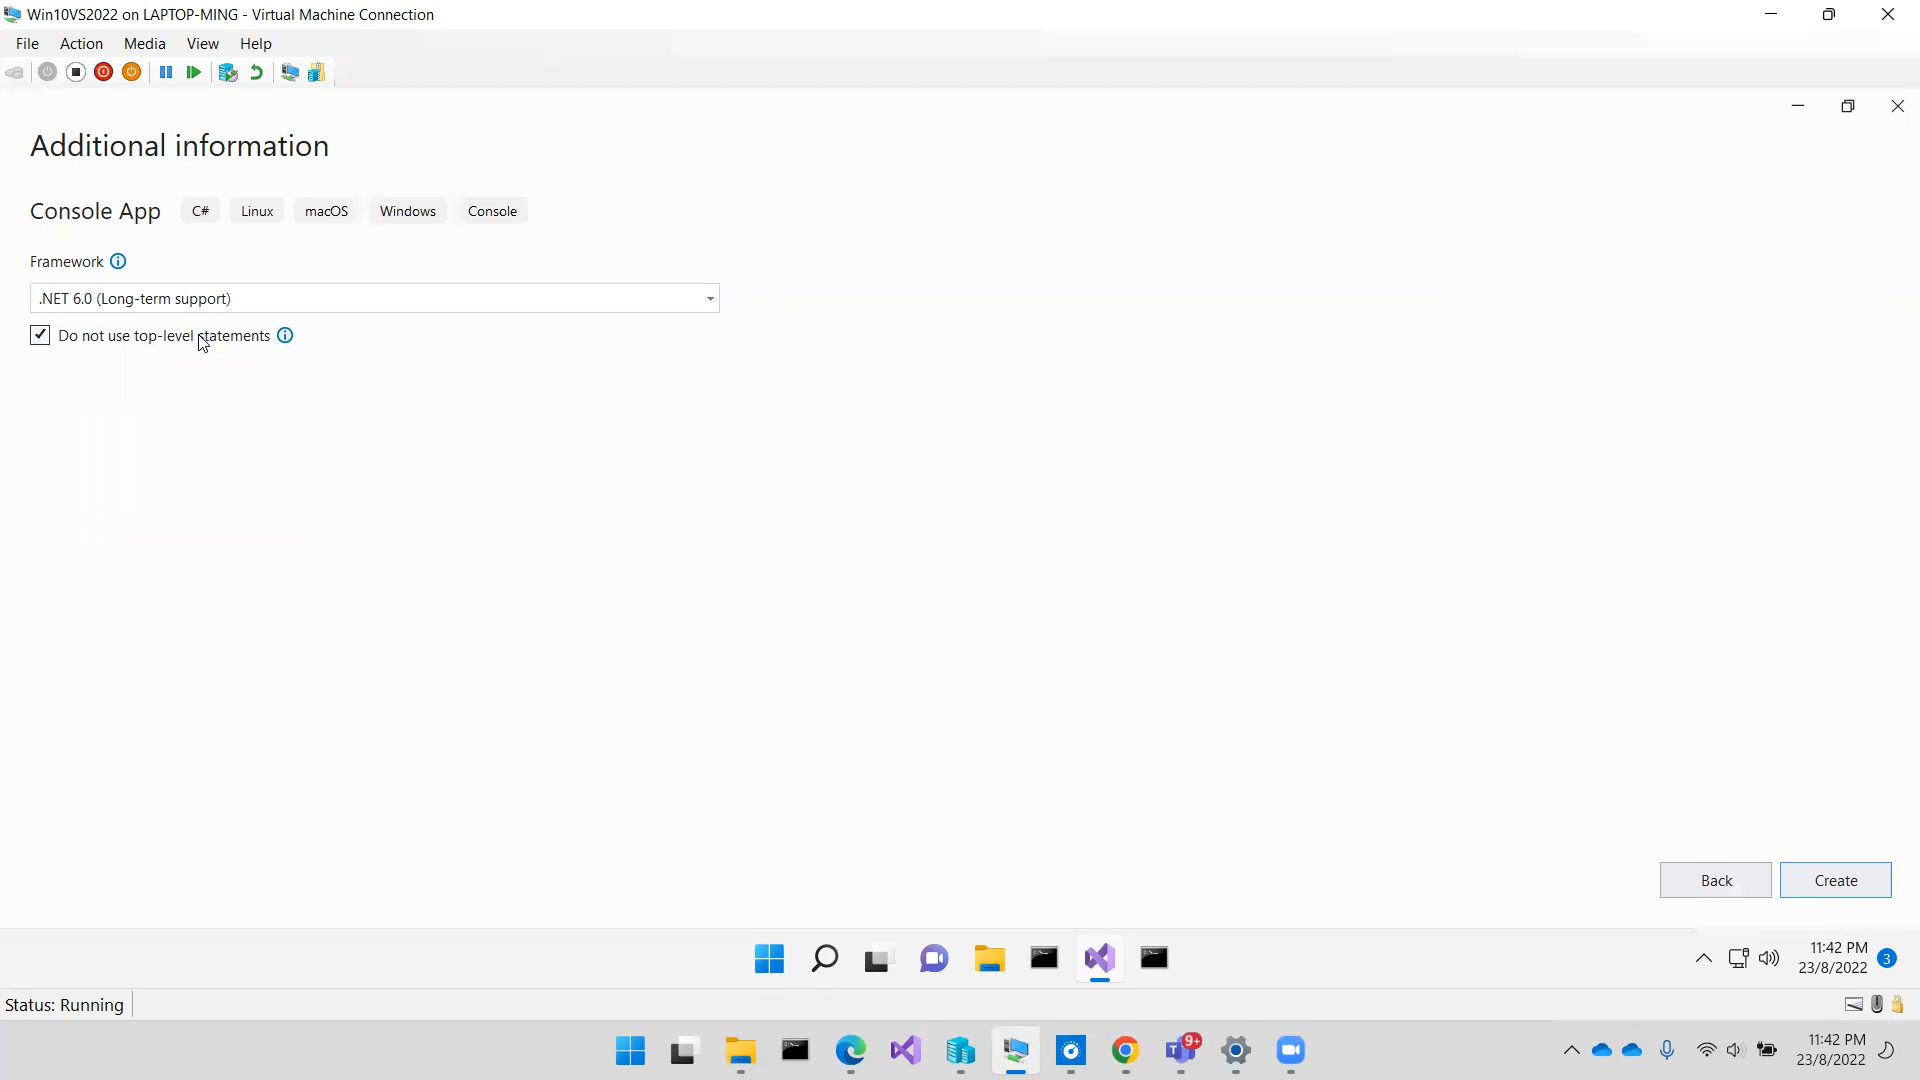 Win10VS2022 on LAPTOP-MING - Virtual Machine Connection
File Action Media View Help
Additional information
Console App C# Linux macOS Windows Console
Framework
.NET 6.0 (Long-term support)
Do not use top-level statements
Back Create
11:42 PM
23/8/2022
3
Status: Running
9+
11:42 PM
23/8/2022